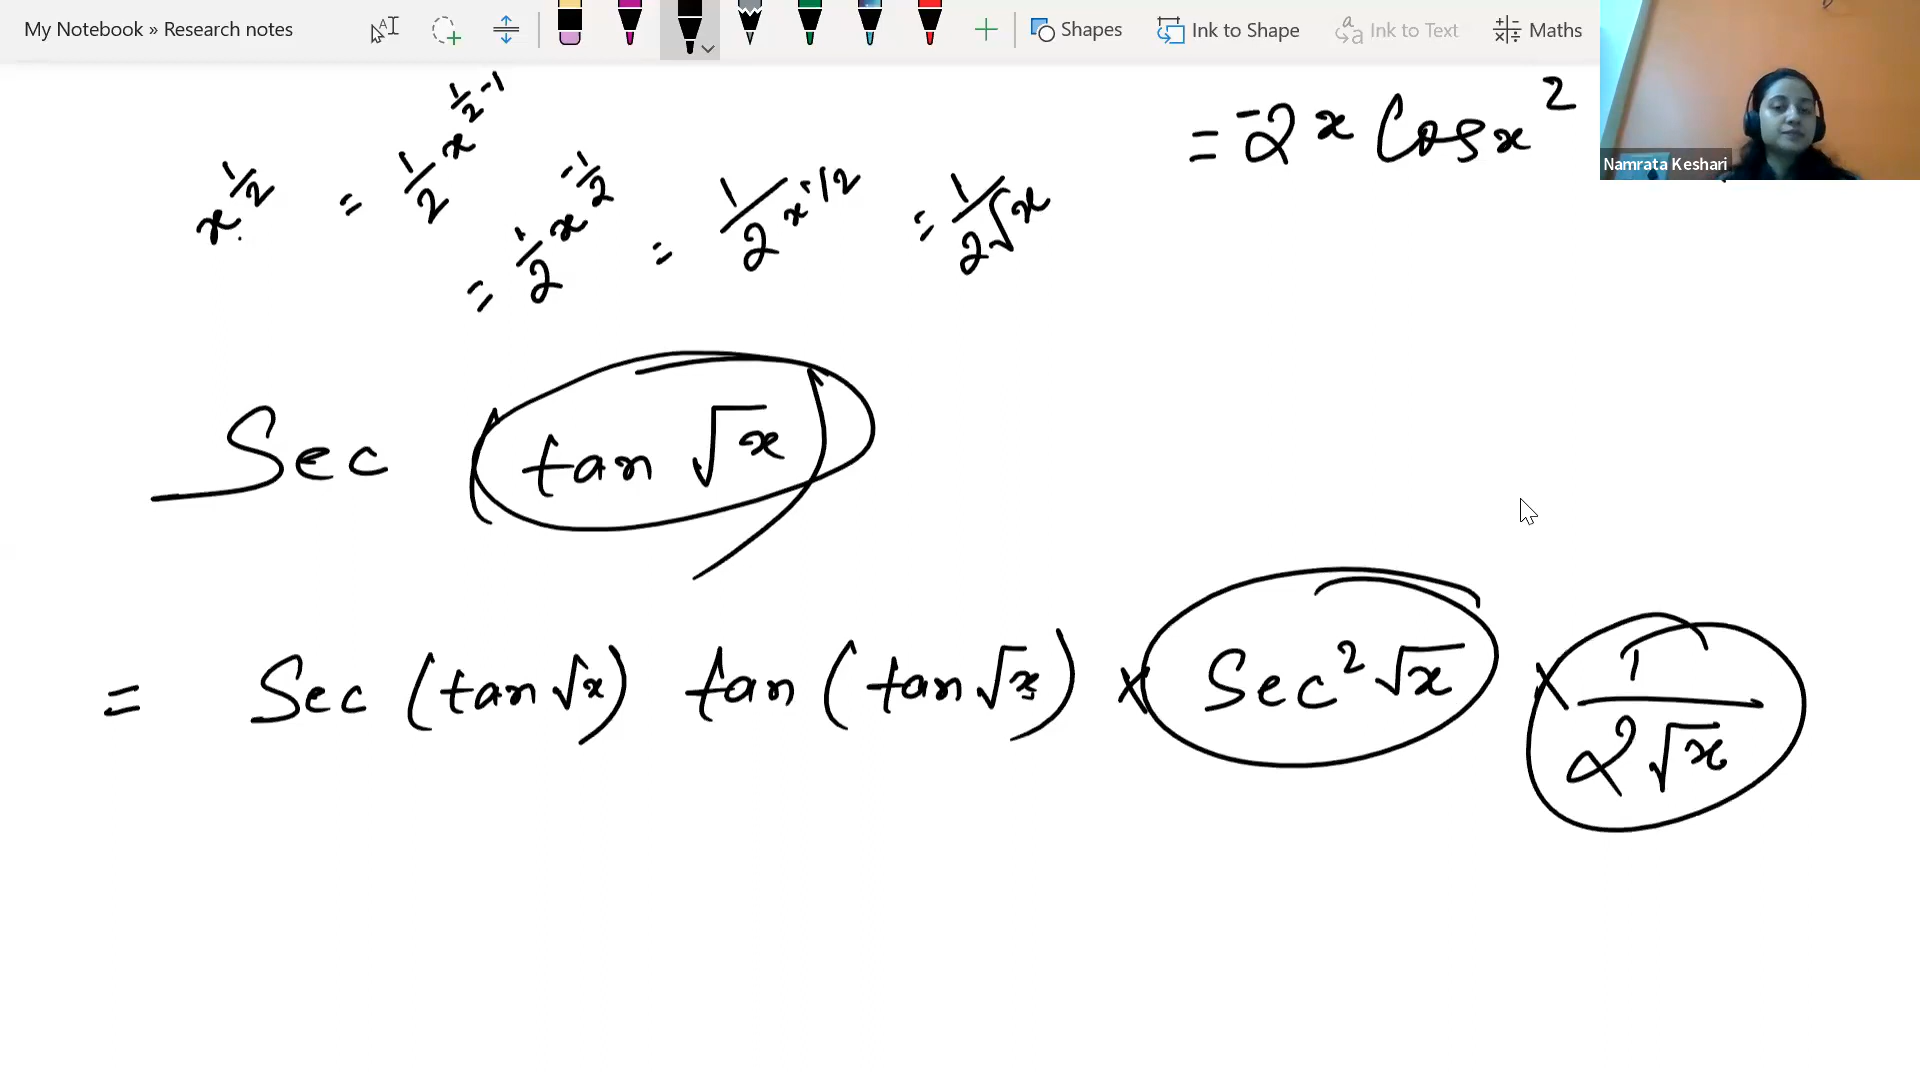 My Notebook » Research notes
Shapes
Ink to Shape
Ink to Text
Maths
Namrata Keshari
= -2x Cos x²
x^{1/2} = 1/2 x^{1/2 -1}
= 1/2 x^{-1/2} = 1/2x^{1/2} = 1/2√x
Sec (tan √x)
= Sec (tan √x) tan (tan √x) × Sec² √x × 1/2√x